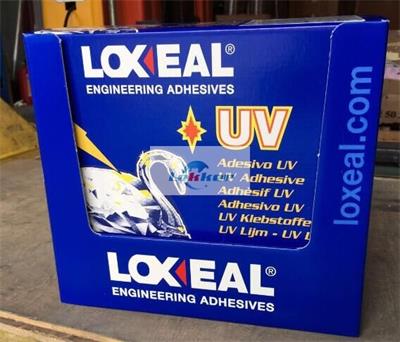 LOXEAL®
ENGINEERING ADHESIVES
UV
Adesivo UV
Adhesive
Adhésif UV
Adhesivo UV
UV Klebstoffe
UV Lijm - UV L
Lokker
LOXEAL®
ENGINEERING ADHESIVES
loxeal.com